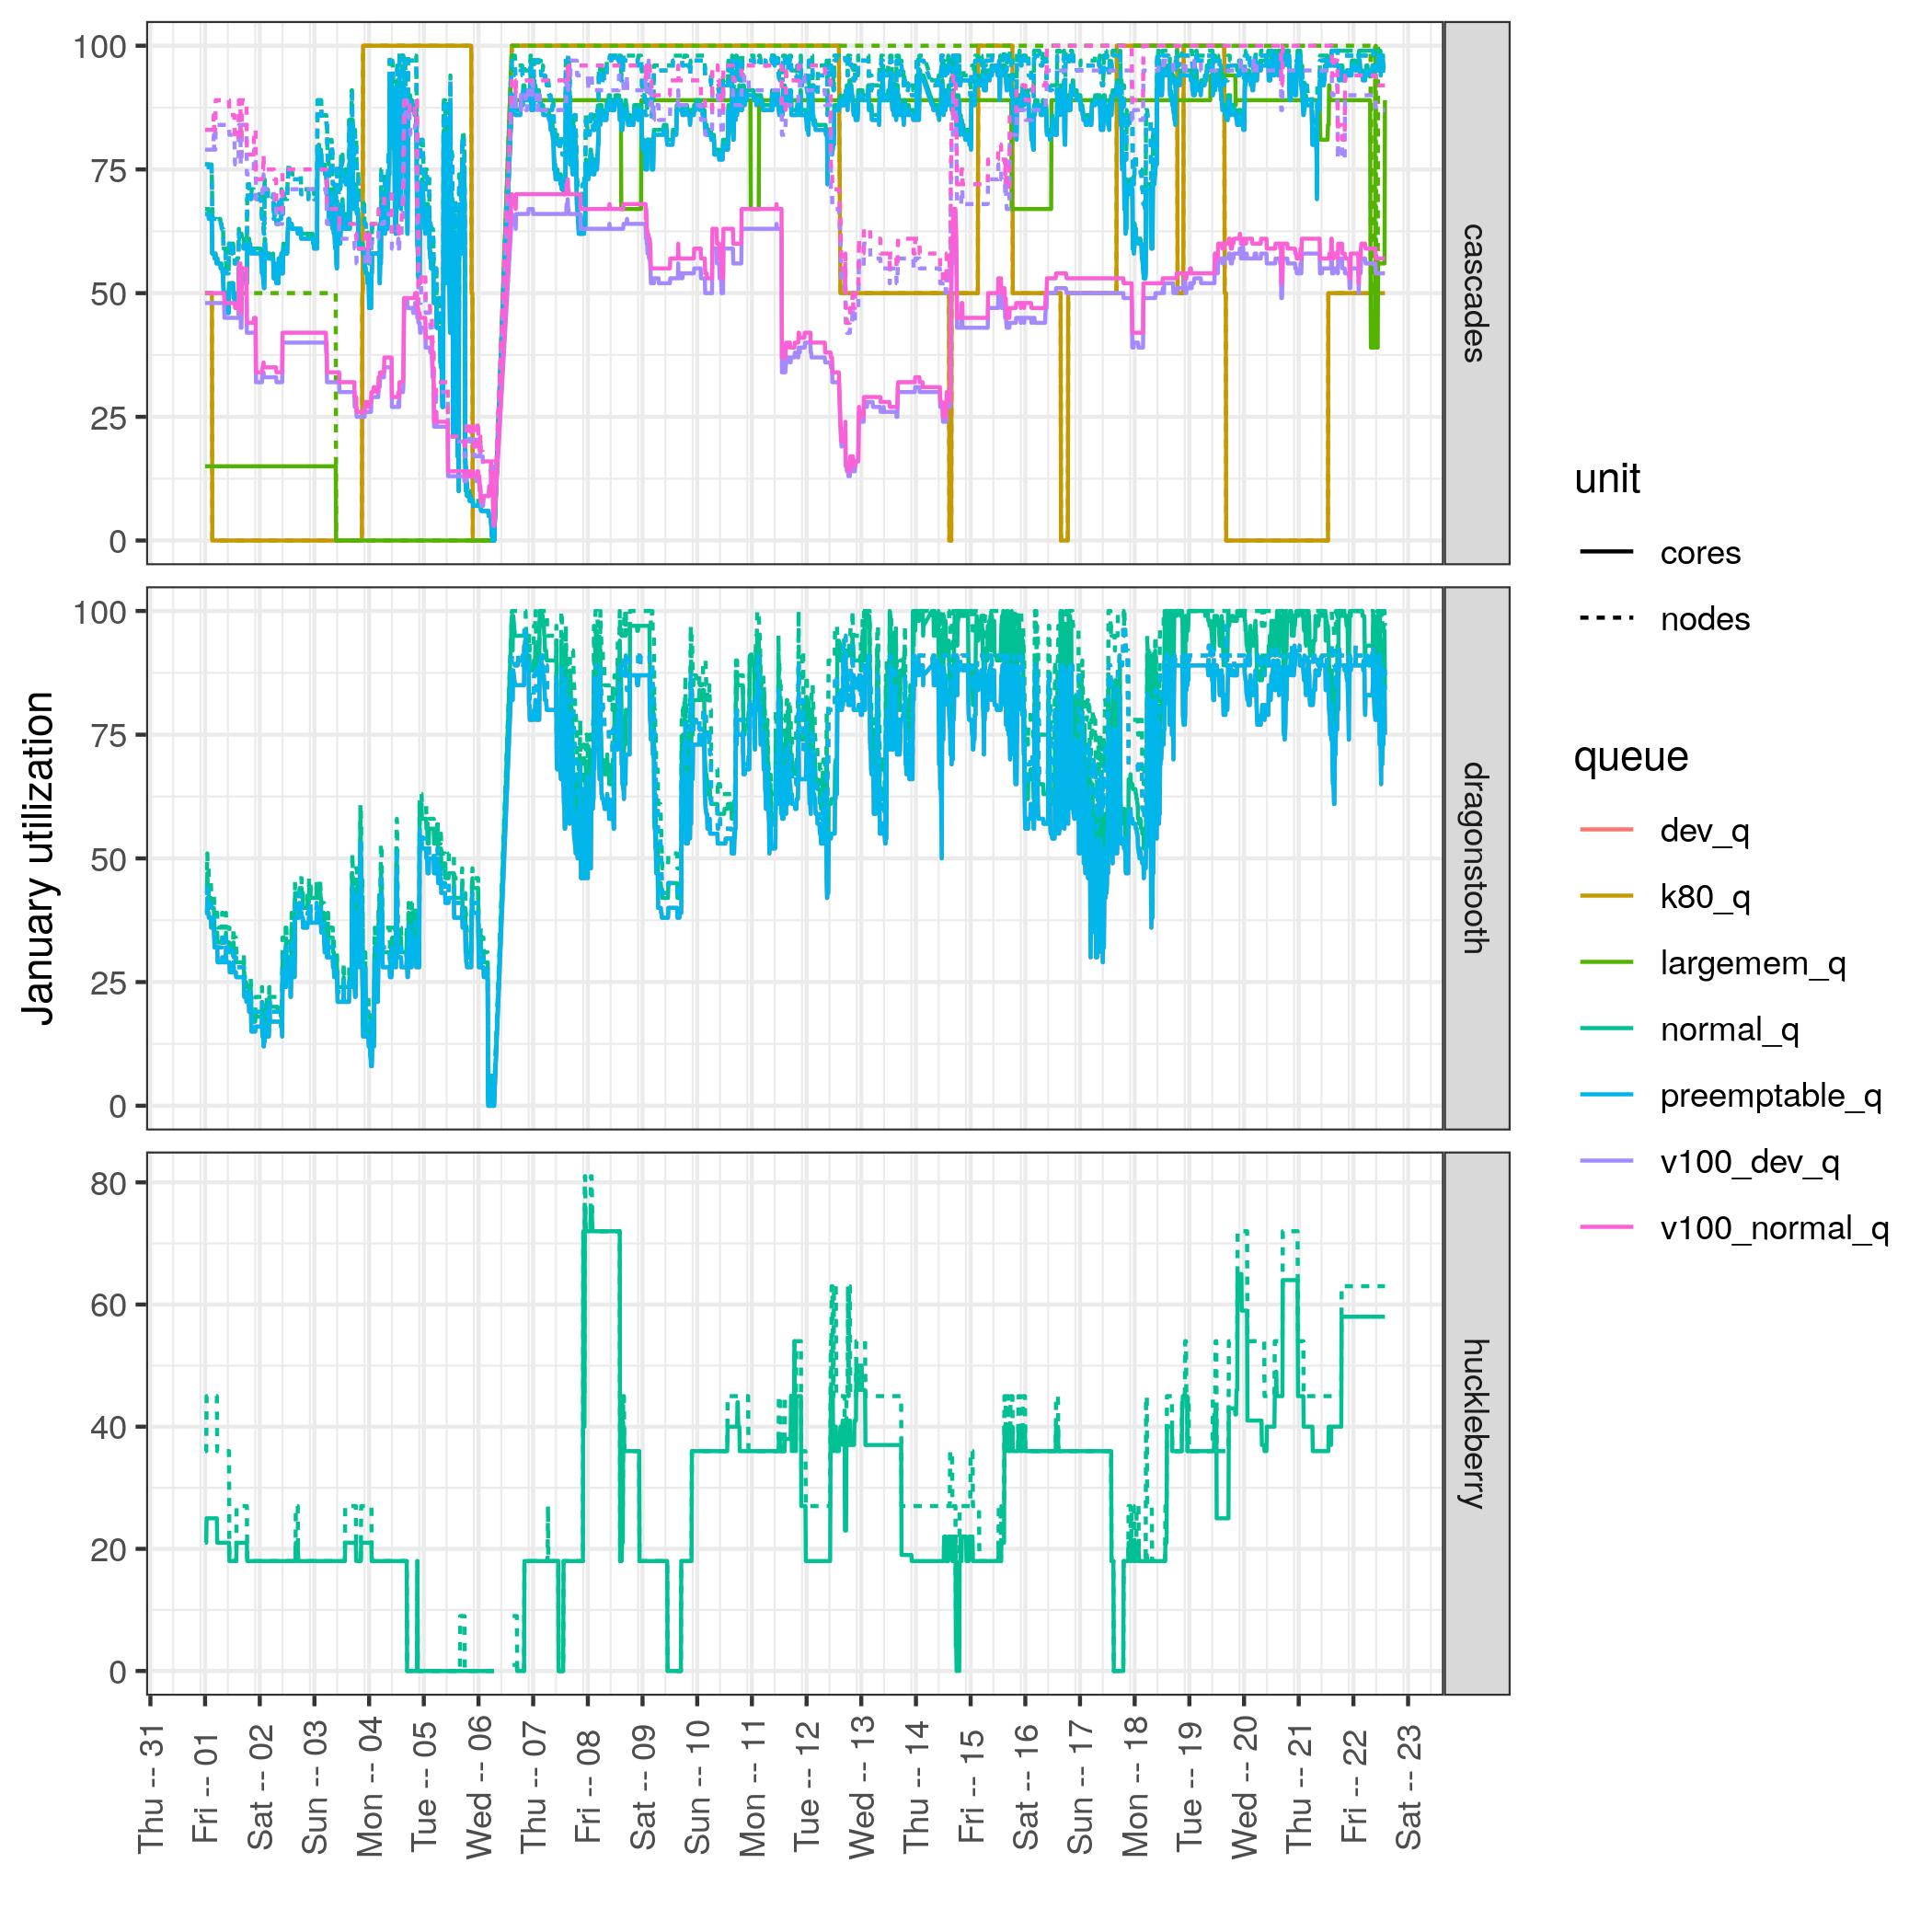 January utilization
100
75
50
25
0
cascades
100
75
50
25
0
dragonstooth
80
60
40
20
0
huckleberry
Thu -- 31
Fri -- 01
Sat -- 02
Sun -- 03
Mon -- 04
Tue -- 05
Wed -- 06
Thu -- 07
Fri -- 08
Sat -- 09
Sun -- 10
Mon -- 11
Tue -- 12
Wed -- 13
Thu -- 14
Fri -- 15
Sat -- 16
Sun -- 17
Mon -- 18
Tue -- 19
Wed -- 20
Thu -- 21
Fri -- 22
Sat -- 23
unit
cores
nodes
queue
dev_q
k80_q
largemem_q
normal_q
preemptable_q
v100_dev_q
v100_normal_q